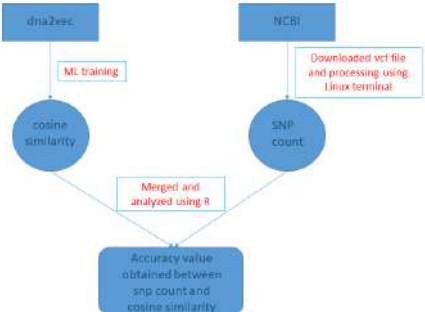 dna2vec
NCBI
ML training
Downloaded vcf file
and processing using
Linux terminal
cosine
similarity
SNP
count
Merged and
analyzed using R
Accuracy value
obtained between
snp count and
cosine similarity